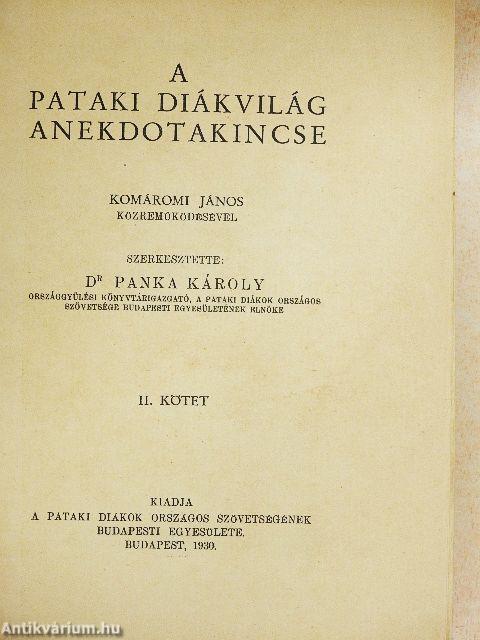 A
PATAKI DIÁKVILÁG
ANEKDOTAKINCSE
KOMÁROMI JÁNOS
KÖZREMŰKÖDÉSÉVEL
SZERKESZTETTE:
DR PANKA KÁROLY
ORSZÁGGYŰLÉSI KÖNYVTÁRIGAZGATÓ, A PATAKI DIÁKOK ORSZÁGOS
SZÖVETSÉGE BUDAPESTI EGYESÜLETÉNEK ELNÖKE
II. KÖTET
KIADJA
A PATAKI DIÁKOK ORSZÁGOS SZÖVETSÉGÉNEK
BUDAPESTI EGYESÜLETE.
BUDAPEST, 1930.
Antikvárium.hu